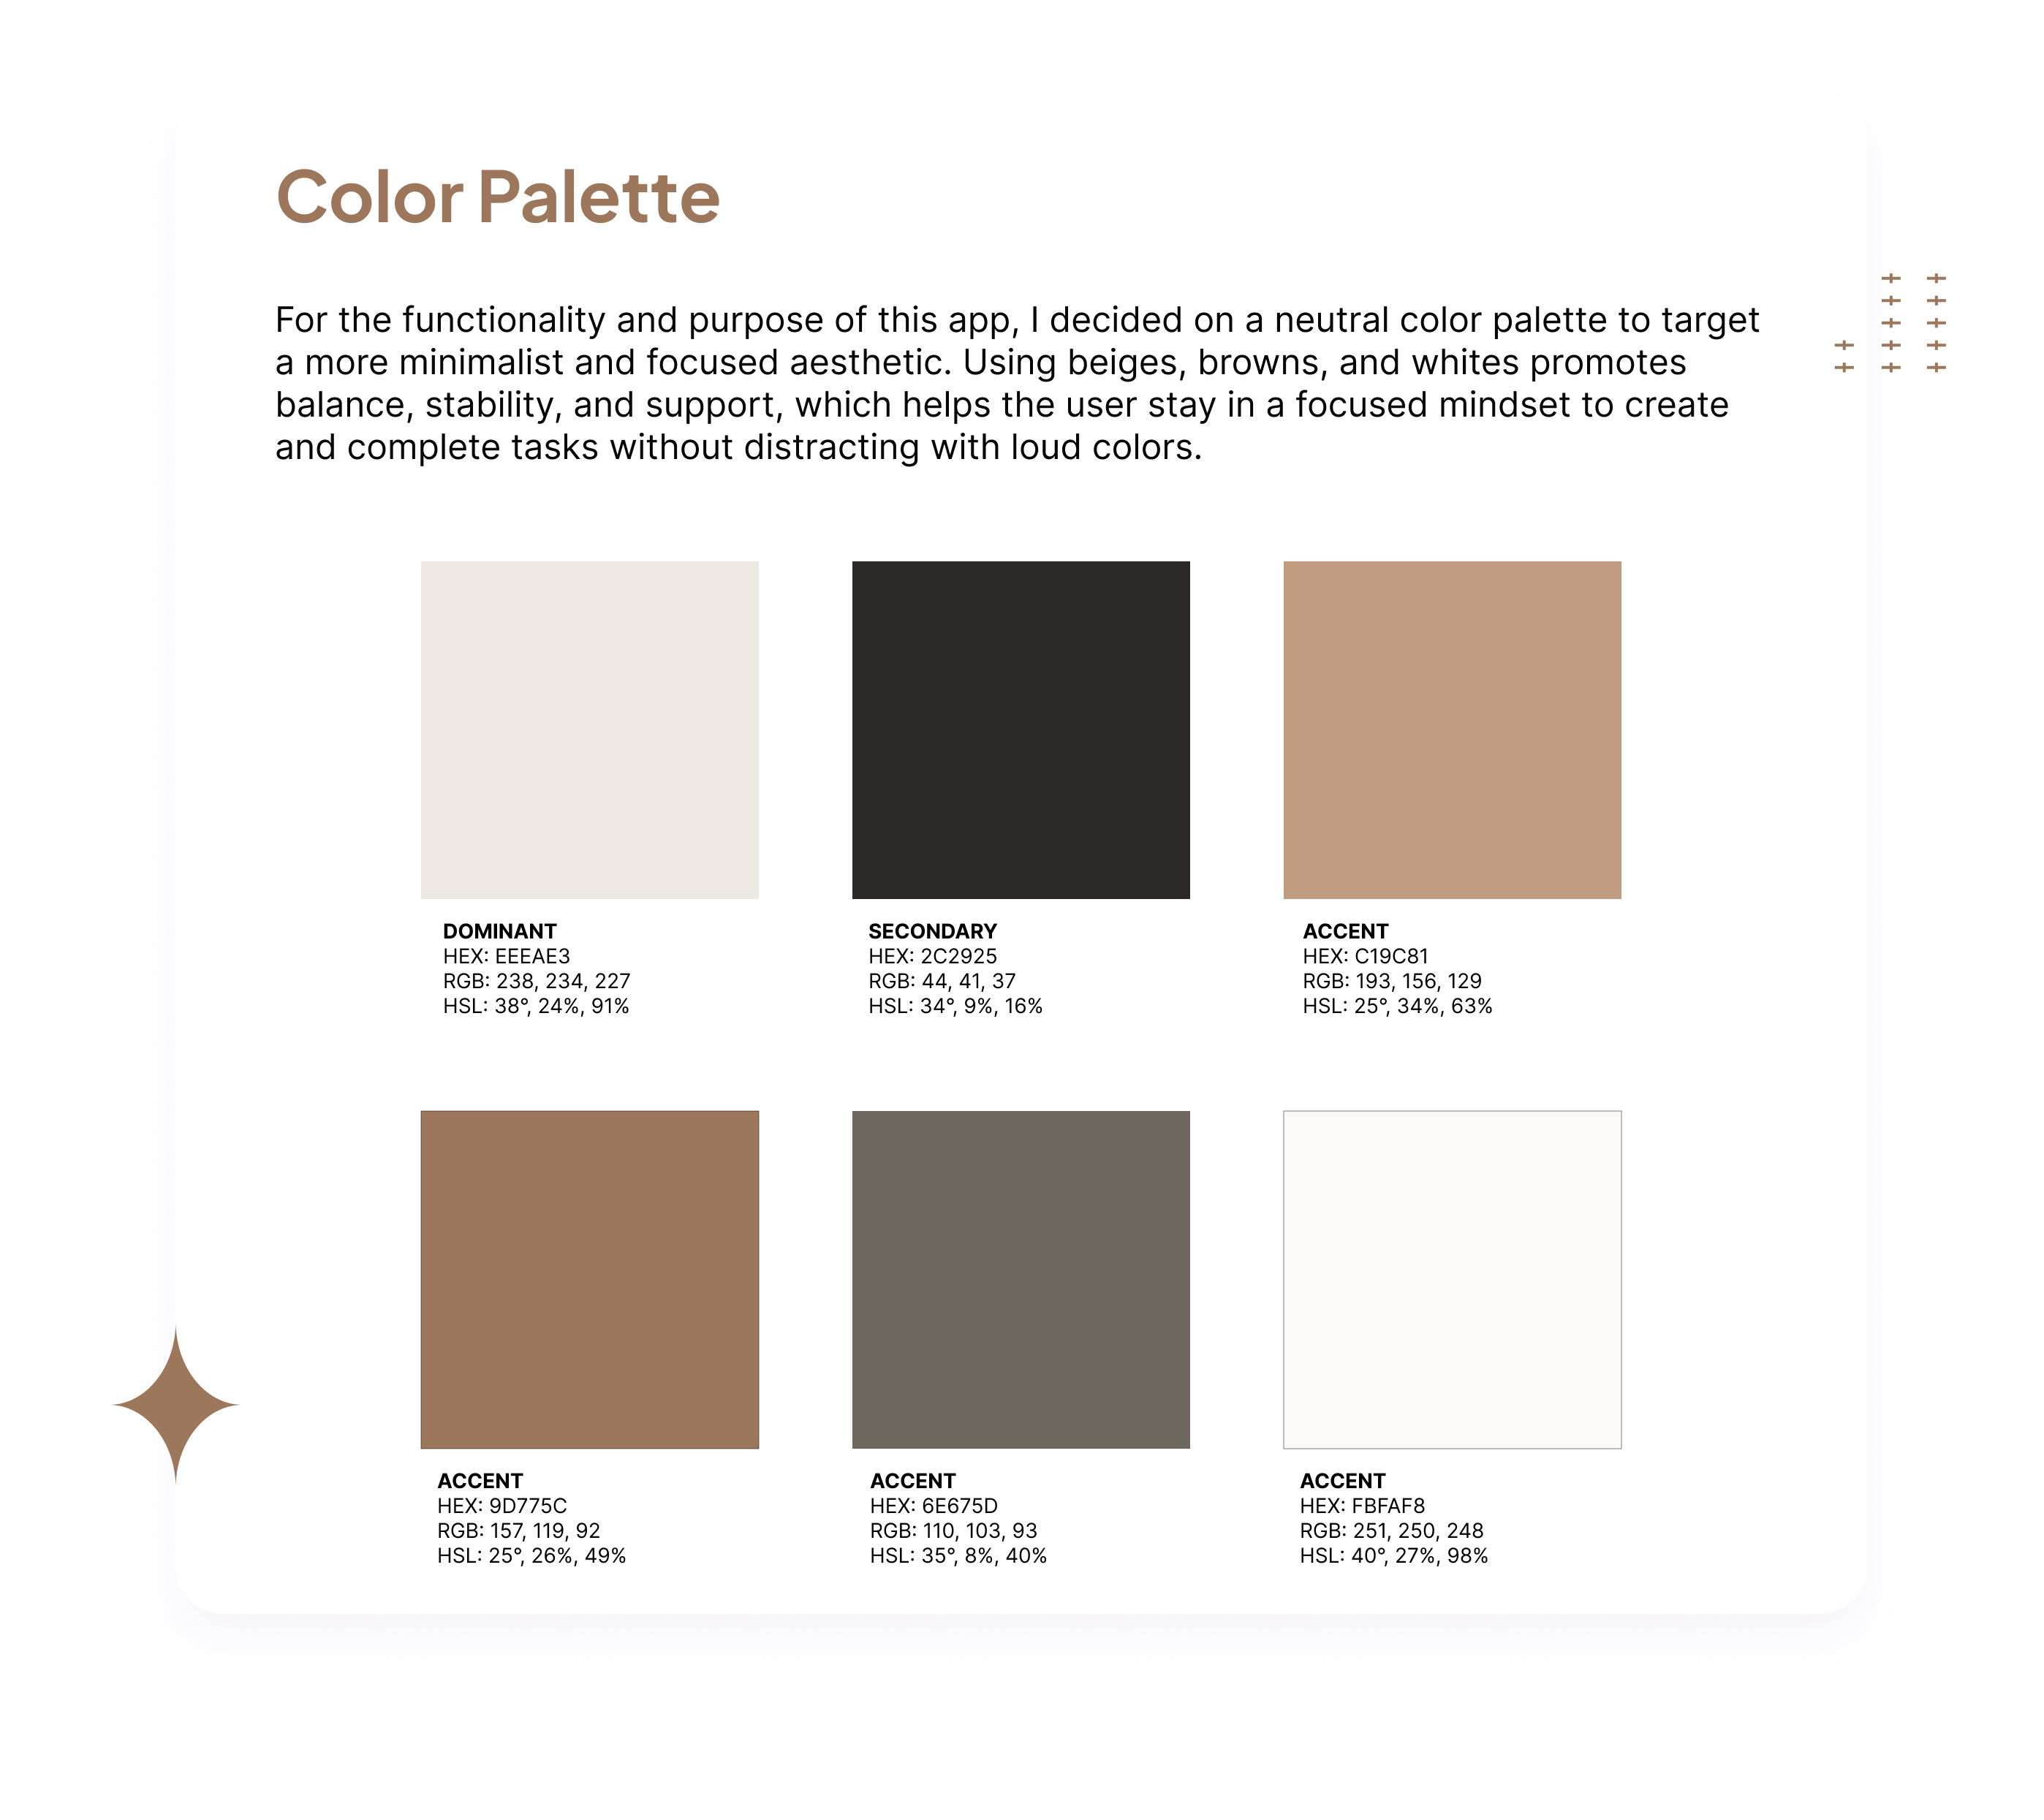 Color Palette
For the functionality and purpose of this app, I decided on a neutral color palette to target
a more minimalist and focused aesthetic. Using beiges, browns, and whites promotes
balance, stability, and support, which helps the user stay in a focused mindset to create
and complete tasks without distracting with loud colors.
DOMINANT
HEX: EEEAE3
RGB: 238, 234, 227
HSL: 38°, 24%, 91%
SECONDARY
HEX: 2C2925
RGB: 44, 41, 37
HSL: 34°, 9%, 16%
ACCENT
HEX: C19C81
RGB: 193, 156, 129
HSL: 25°, 34%, 63%
ACCENT
HEX: 9D775C
RGB: 157, 119, 92
HSL: 25°, 26%, 49%
ACCENT
HEX: 6E675D
RGB: 110, 103, 93
HSL: 35°, 8%, 40%
ACCENT
HEX: FBFAF8
RGB: 251, 250, 248
HSL: 40°, 27%, 98%